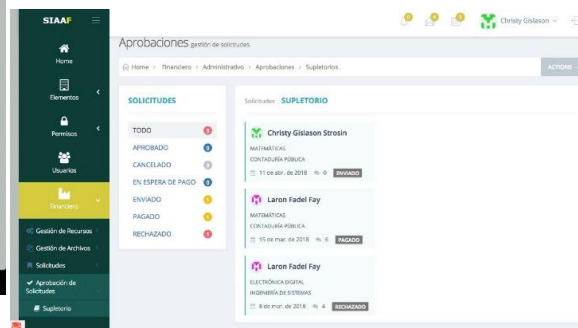 SIAAF
Christy Gislason
Home
Elementos
Permisos
Usuarios
Financiero
Gestión de Recursos
Gestión de Archivos
Solicitudes
Aprobación de
Solicitudes
Supletorio
Aprobaciones gestión de solicitudes
Home > Financiero > Administrativo > Aprobaciones > Supletorios
ACTIONS
SOLICITUDES
TODO
APROBADO
CANCELADO
EN ESPERA DE PAGO
ENVIADO
PAGADO
RECHAZADO
Solicitudes SUPLETORIO
Christy Gislason Strosin
MATEMÁTICAS
CONTADURÍA PÚBLICA
11 de abr. de 2018 0 ENVIADO
Laron Fadel Fay
MATEMÁTICAS
CONTADURÍA PÚBLICA
15 de mar. de 2018 6 PAGADO
Laron Fadel Fay
ELECTRÓNICA DIGITAL
INGENIERÍA DE SISTEMAS
8 de mar. de 2018 4 RECHAZADO